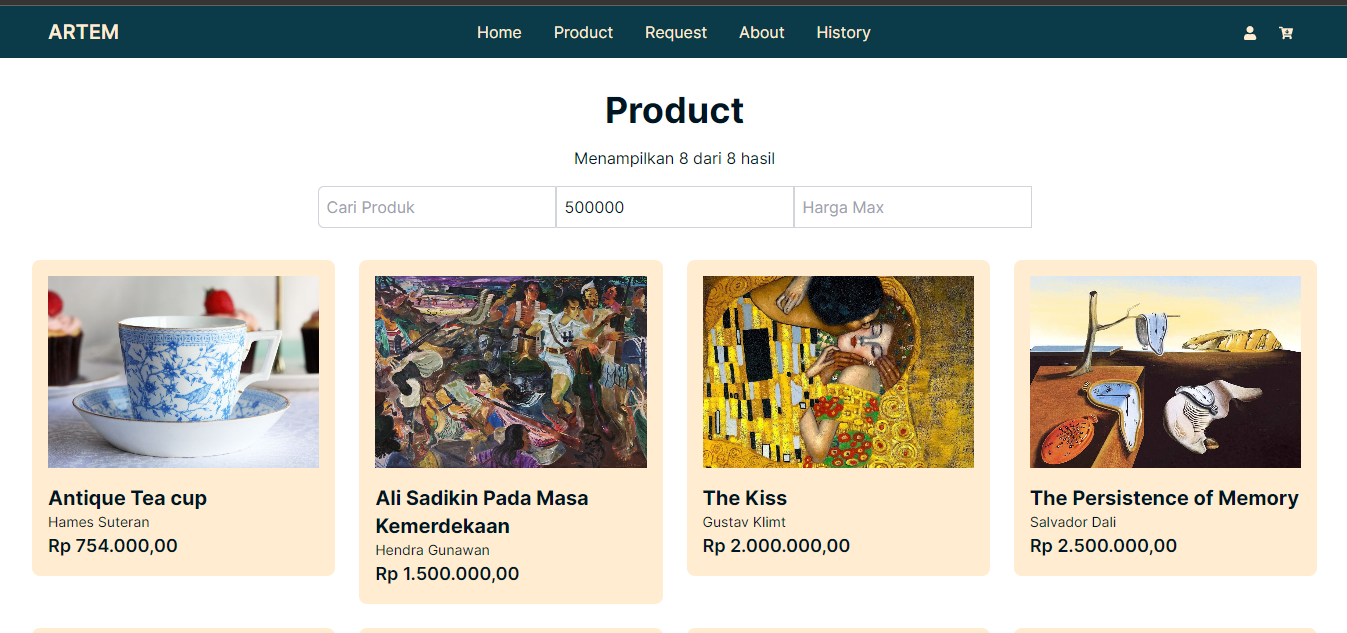 ARTEM
Home Product Request About History
Product
Menampilkan 8 dari 8 hasil
Cari Produk
500000
Harga Max
Antique Tea cup
Hames Suteran
Rp 754.000,00
Ali Sadikin Pada Masa
Kemerdekaan
Hendra Gunawan
Rp 1.500.000,00
The Kiss
Gustav Klimt
Rp 2.000.000,00
The Persistence of Memory
Salvador Dali
Rp 2.500.000,00